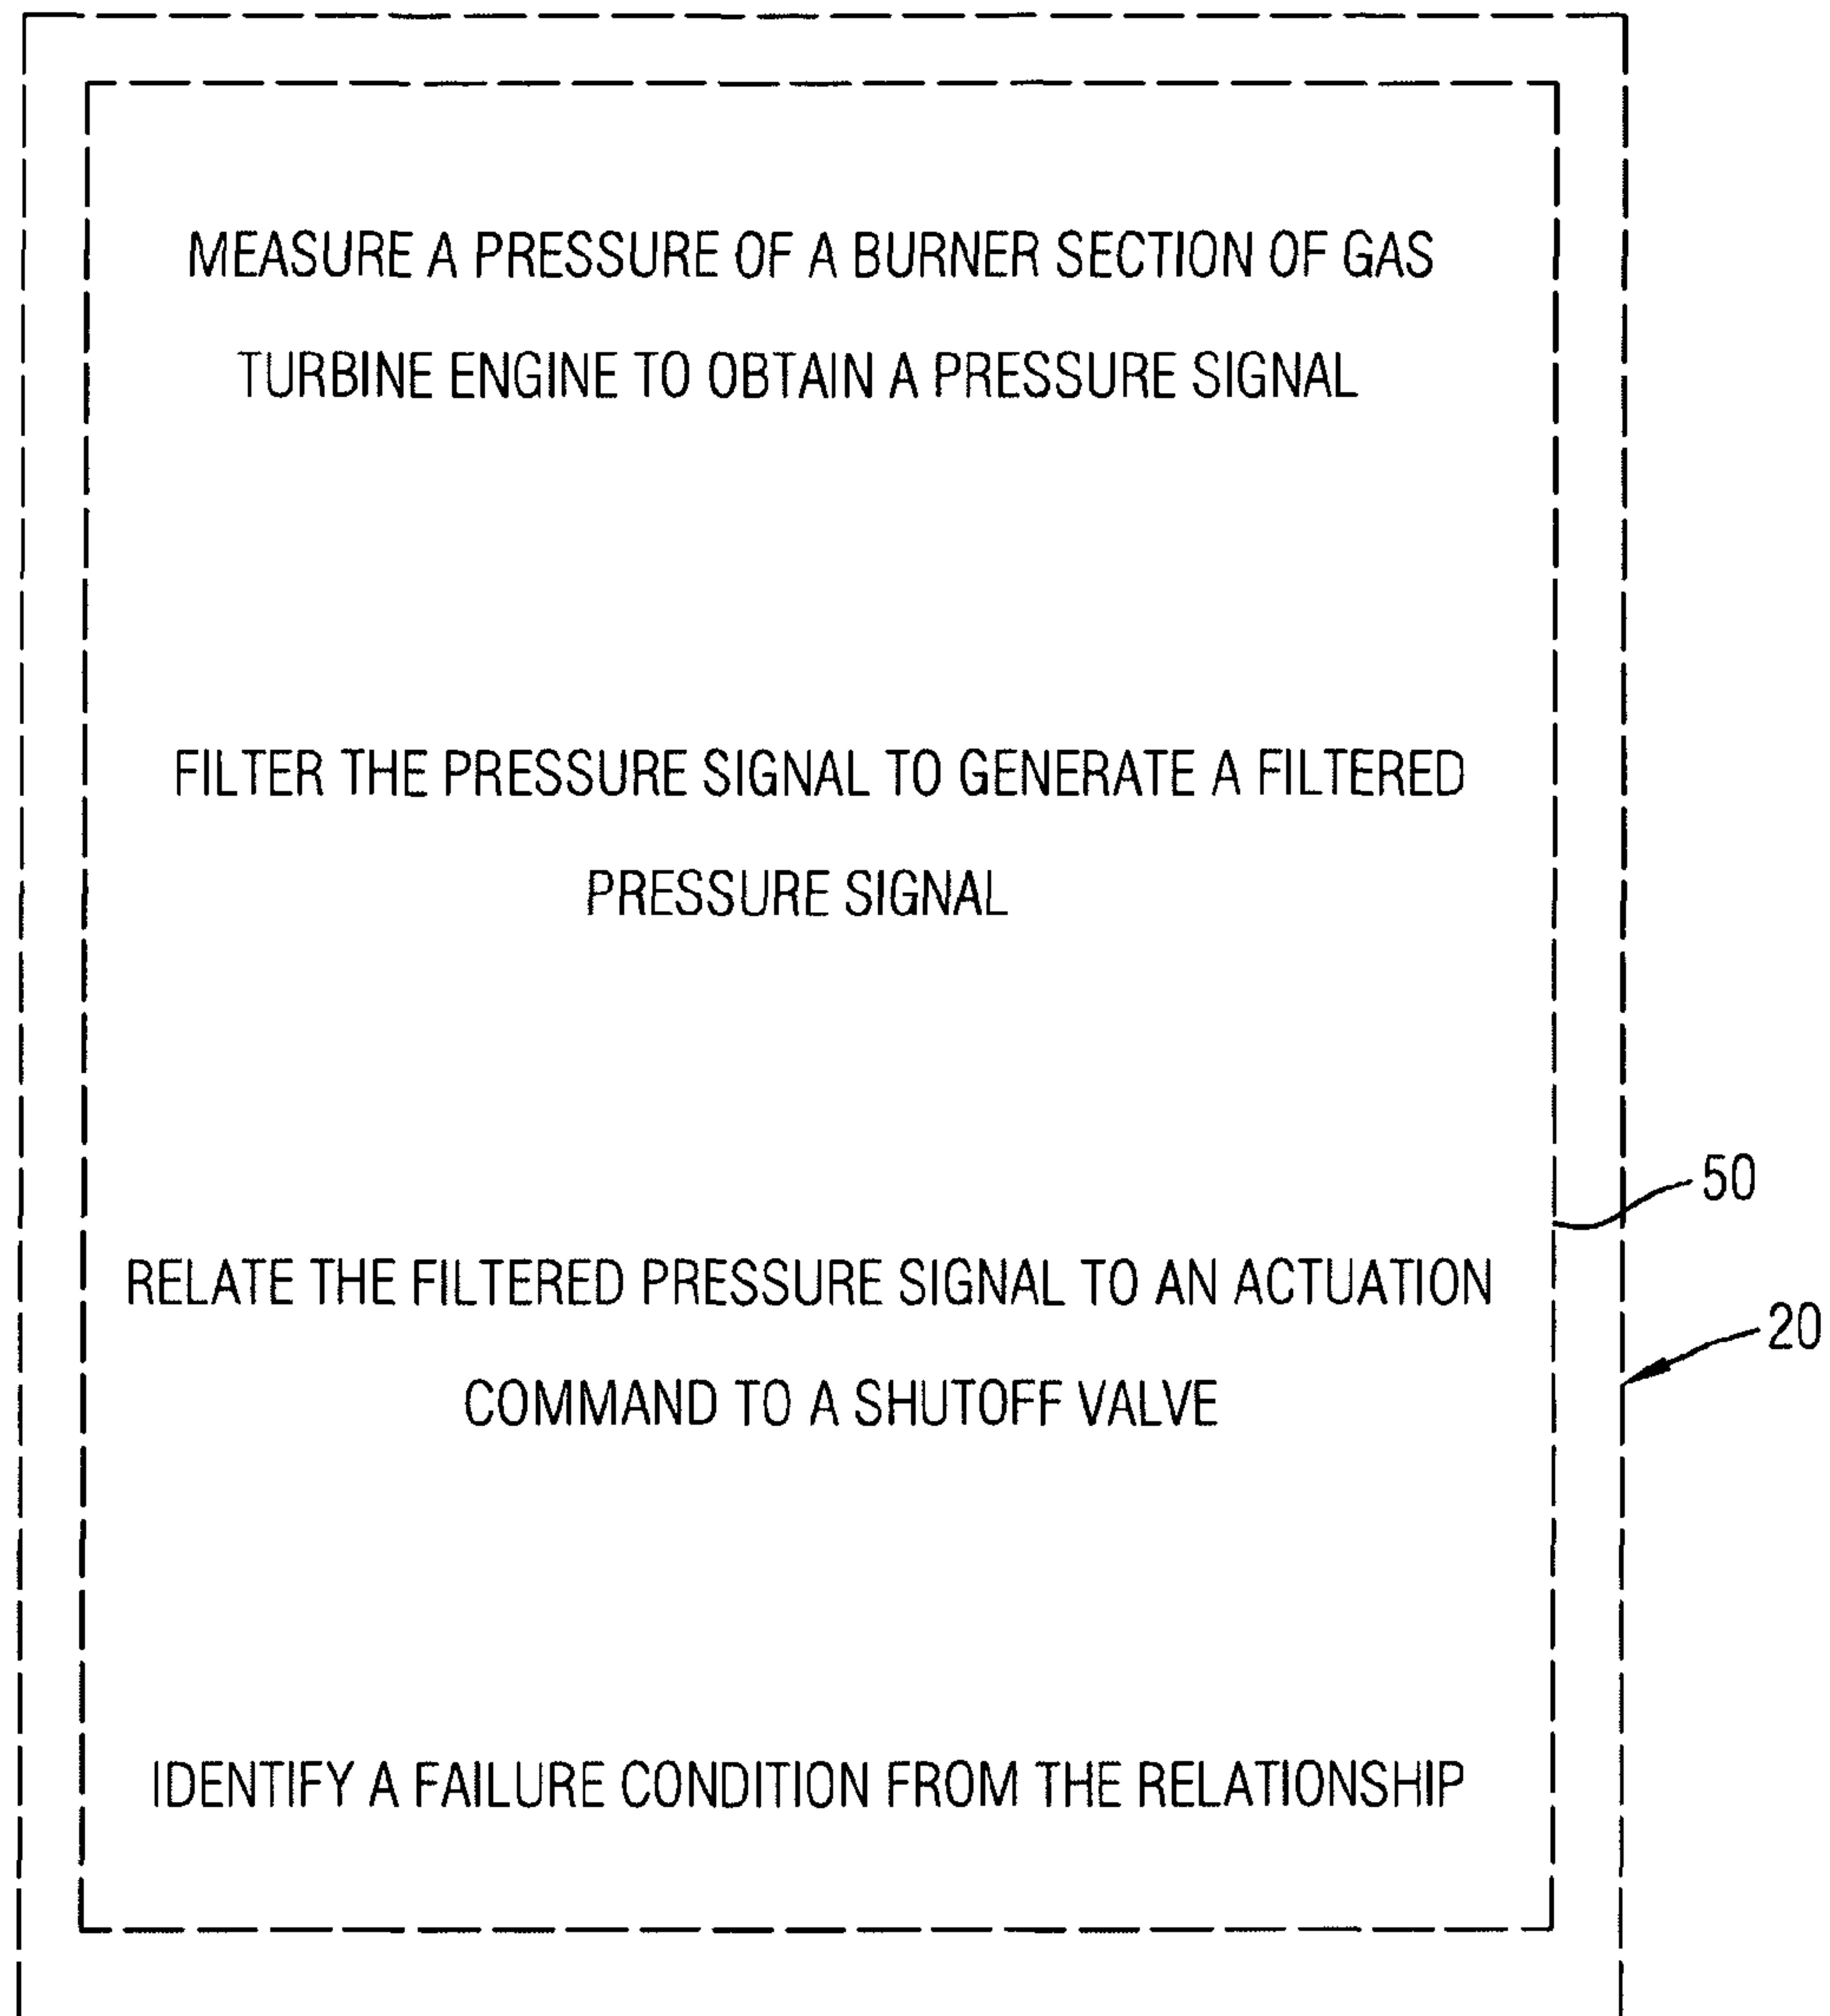 MEASURE A PRESSURE OF A BURNER SECTION OF GAS
TURBINE ENGINE TO OBTAIN A PRESSURE SIGNAL
FILTER THE PRESSURE SIGNAL TO GENERATE A FILTERED
PRESSURE SIGNAL
50
RELATE THE FILTERED PRESSURE SIGNAL TO AN ACTUATION
20
COMMAND TO A SHUTOFF VALVE
IDENTIFY A FAILURE CONDITION FROM THE RELATIONSHIP